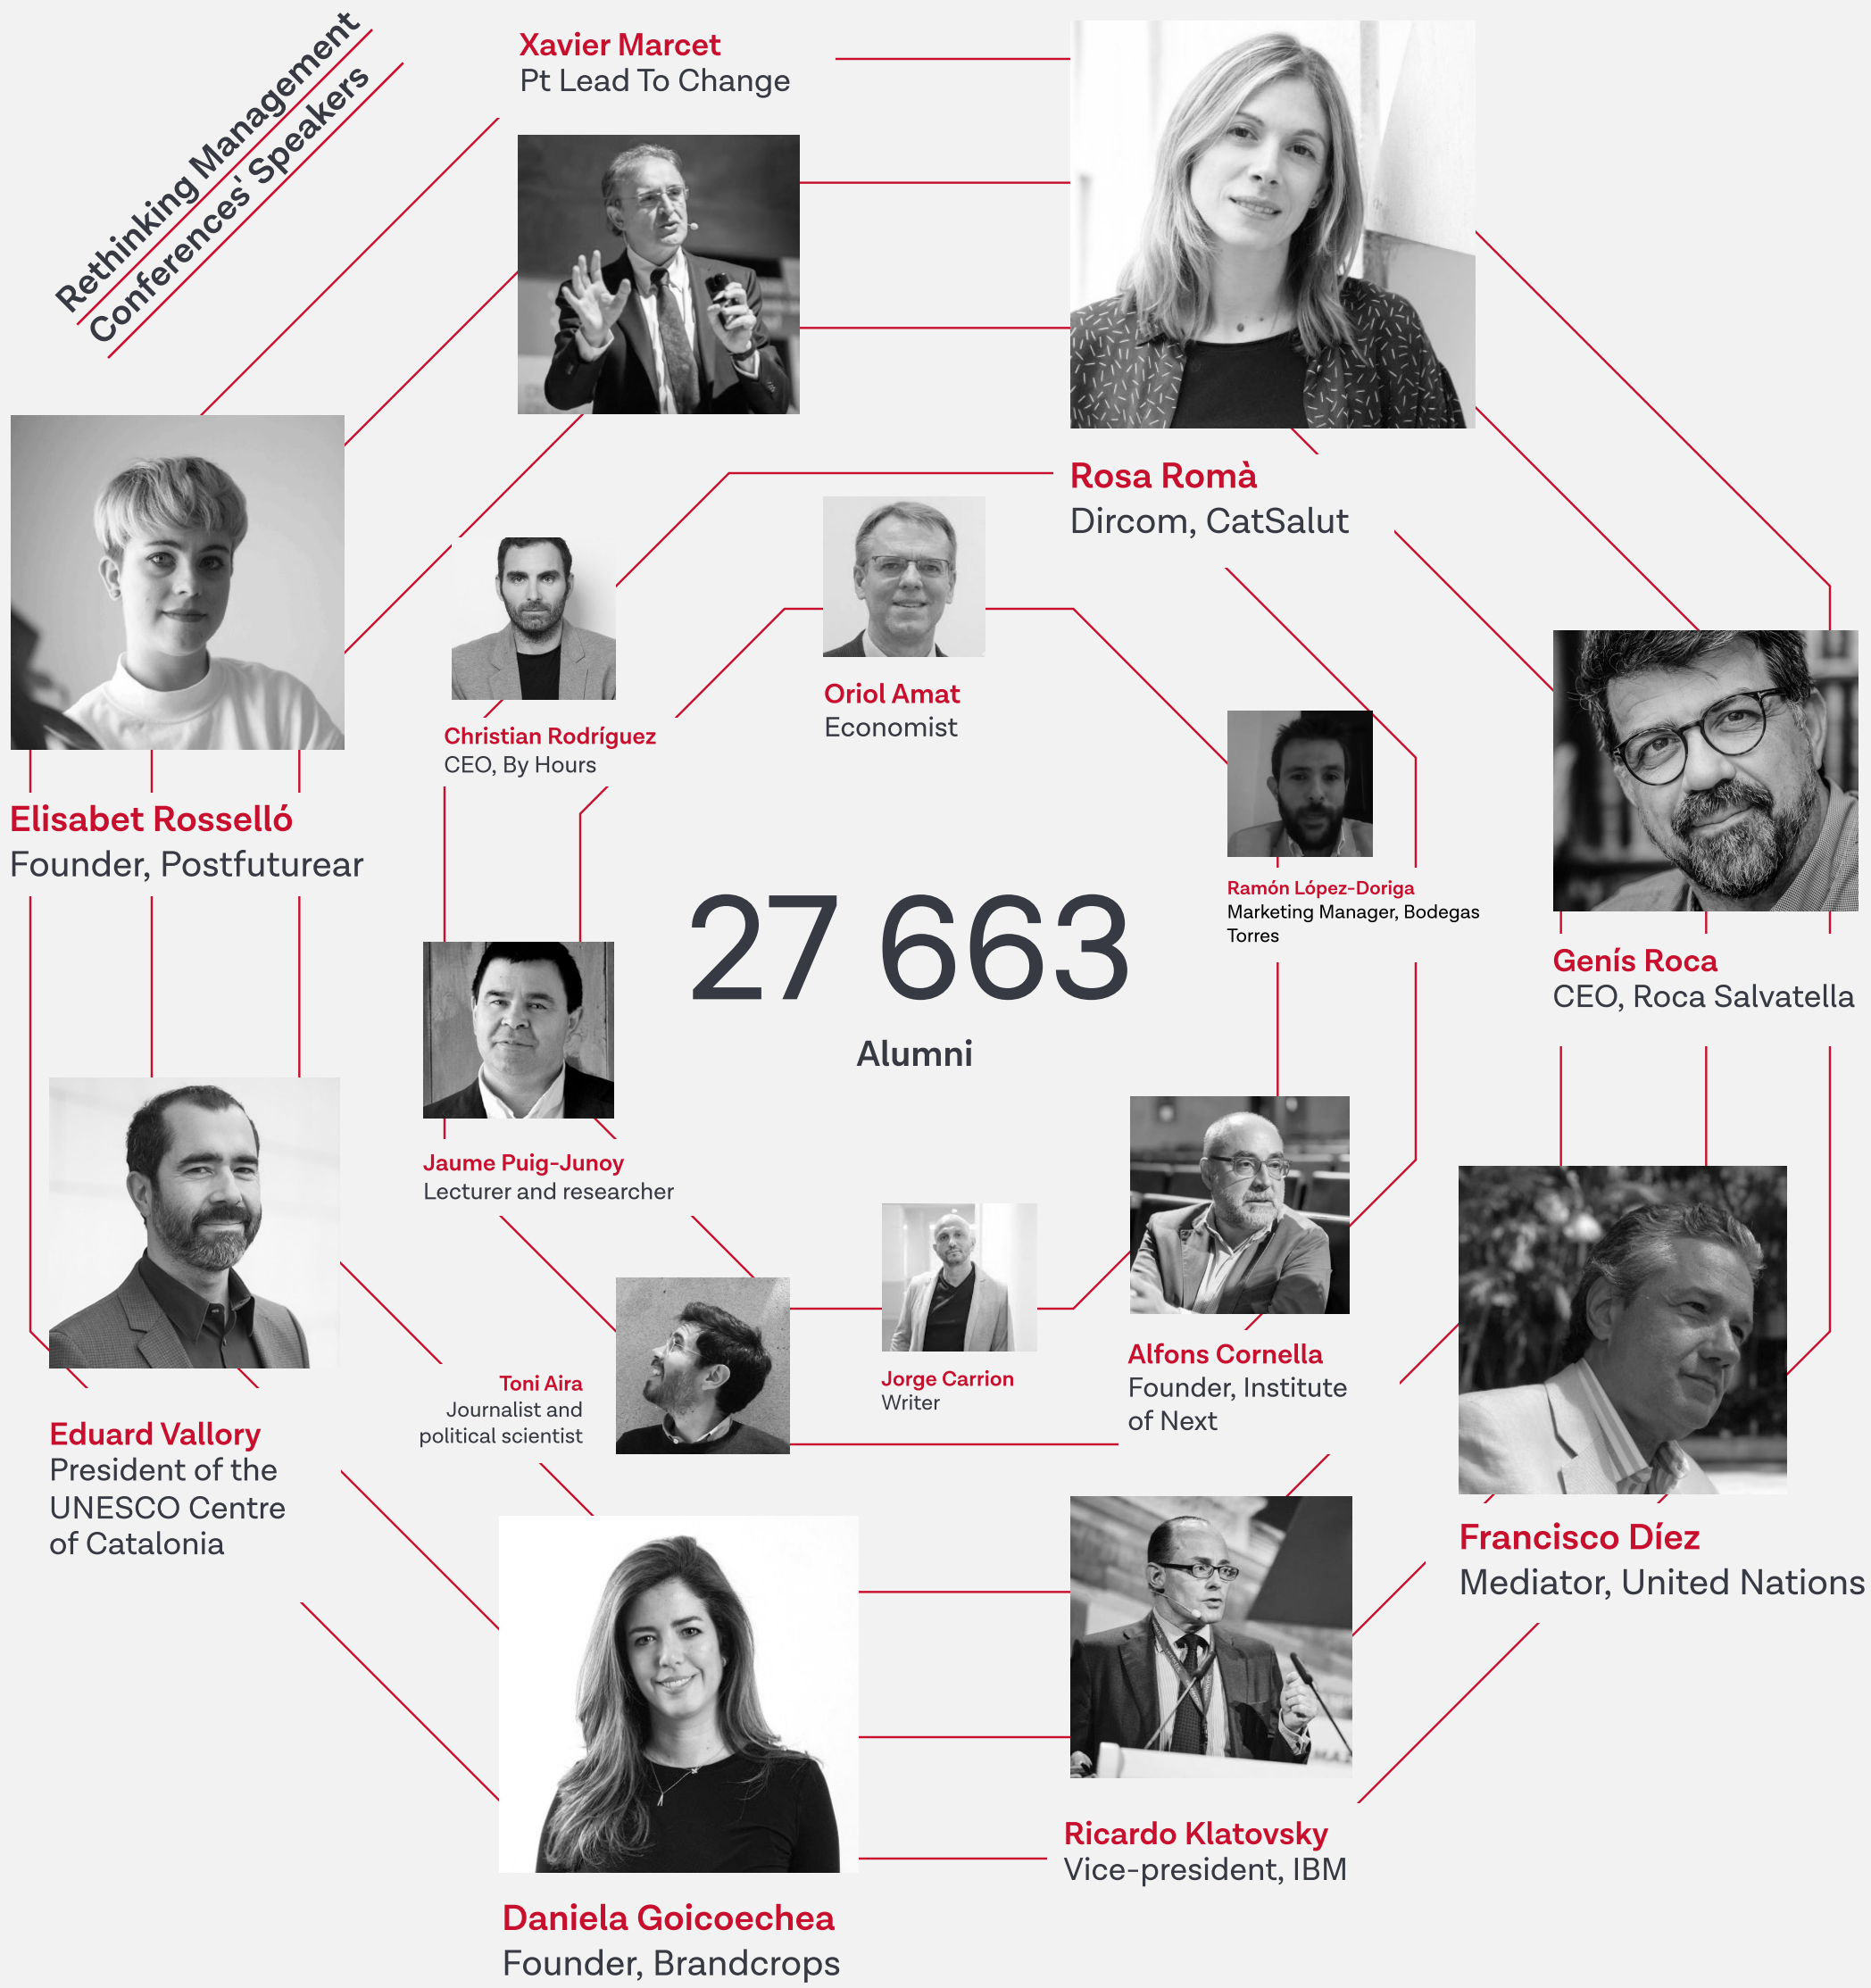 Rethinking Management
Conferences' Speakers
Xavier Marcet
Pt Lead To Change
Rosa Romà
Dircom, CatSalut
Christian Rodríguez
CEO, By Hours
Oriol Amat
Economist
Elisabet Rosselló
Founder, Postfuturear
27 663
Alumni
Ramón López-Doriga
Marketing Manager, Bodegas
Torres
Genís Roca
CEO, Roca Salvatella
Jaume Puig-Junoy
Lecturer and researcher
Eduard Vallory
President of the
UNESCO Centre
of Catalonia
Toni Aira
Journalist and
political scientist
Jorge Carrion
Writer
Alfons Cornella
Founder, Institute
of Next
Francisco Díez
Mediator, United Nations
Ricardo Klatovsky
Vice-president, IBM
Daniela Goicoechea
Founder, Brandcrops